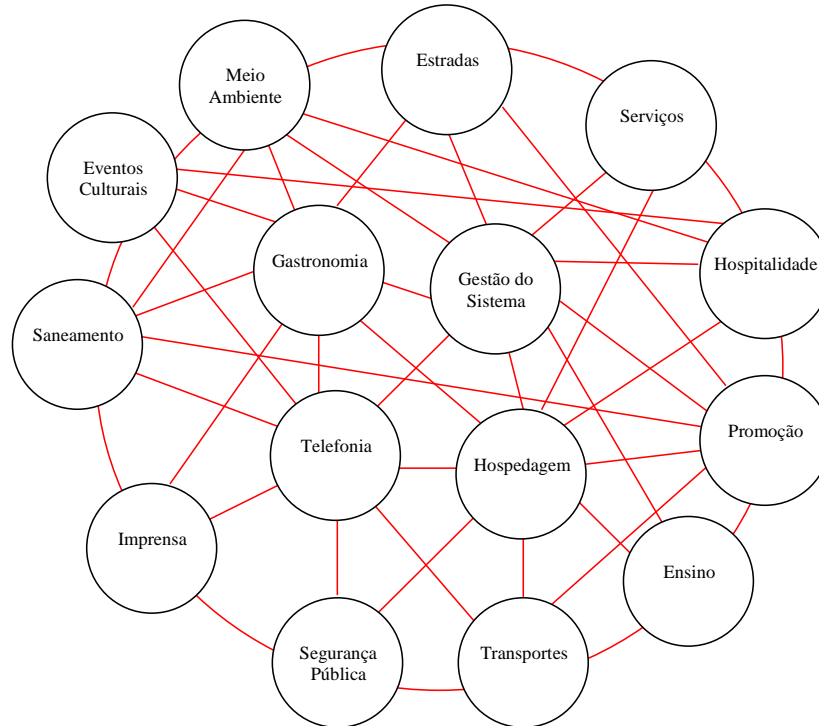 Estradas
Meio
Ambiente
Serviços
Eventos
Culturais
Gastronomia
Gestão do
Sistema
Hospitalidade
Saneamento
Promoção
Telefonia
Hospedagem
Imprensa
Ensino
Segurança
Pública
Transportes